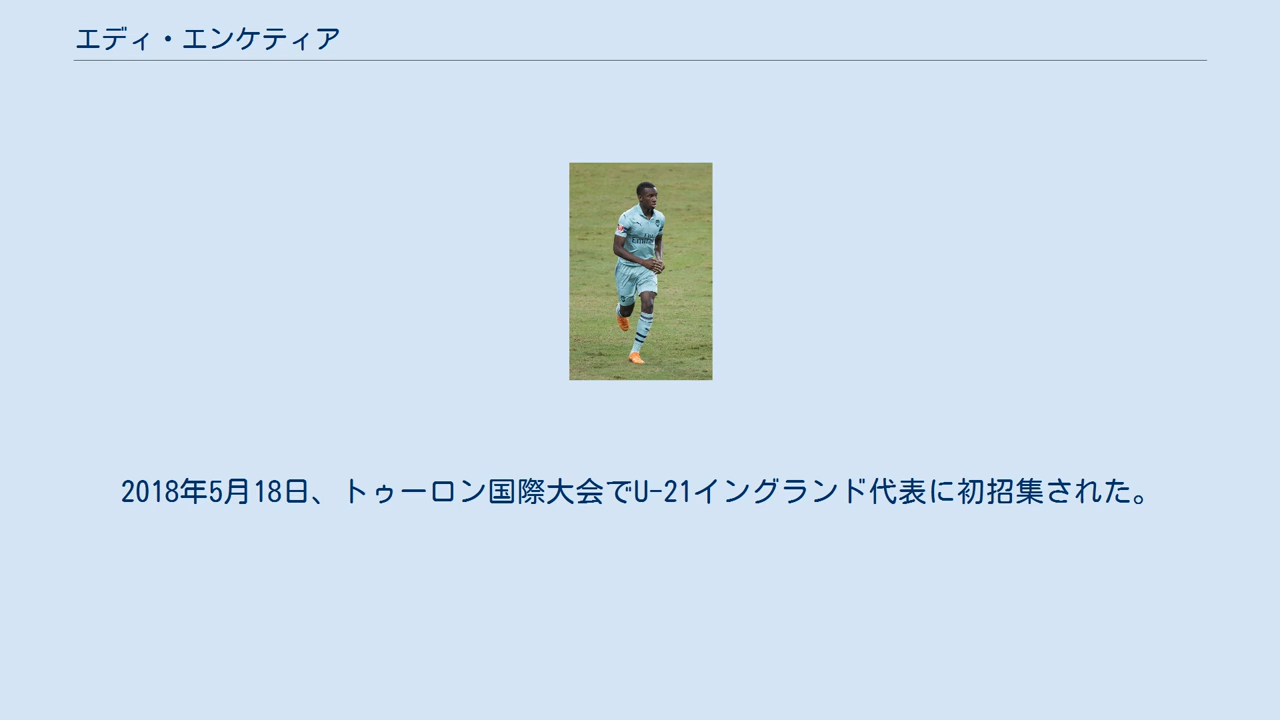 エディ・エンケティア
2018年5月18日、トゥーロン国際大会でU-21イングランド代表に初招集された。